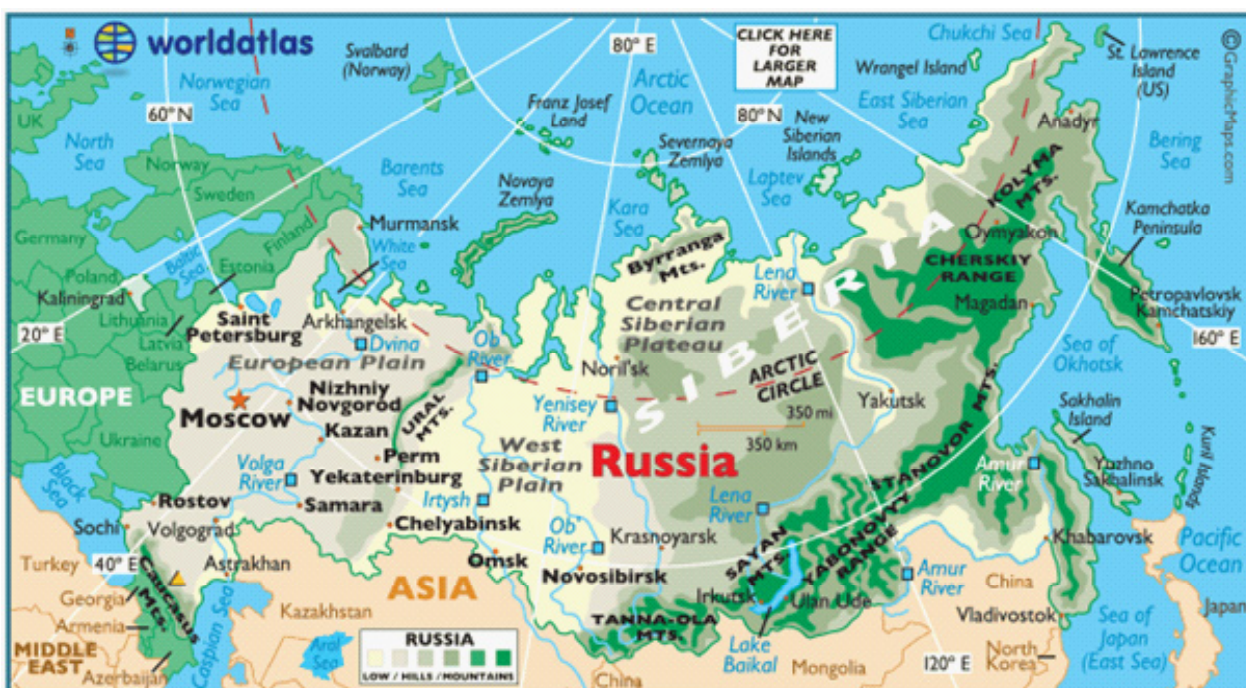 worldatlas
80° E
CLICK HERE
FOR
LARGER
MAP
Chukchi Sea
St. Lawrence
Island
(US)
©GraphicMaps.com
Svalbard
(Norway)
Norwegian
Sea
Arctic
Ocean
Wrangel Island
60° N
Franz Josef
Land
80° N
East Siberian
Sea
UK
North
Sea
Severnaya
Zemlya
New
Siberian
Islands
Anadyr
Bering
Sea
Norway
Sweden
Barents
Sea
Novaya
Zemlya
Laptev
Sea
KOLYMA
MTS.
Kara
Sea
Murmansk
Oymyakon
Kamchatka
Peninsula
Germany
Finland
White
Sea
Byrranga
Mts.
Lena
River
CHERSKIY
RANGE
Baltic
Sea
Estonia
Poland
Kaliningrad
Central
Siberian
Plateau
SIBERIA
Magadan
Petropavlovsk
Kamchatskiy
Saint
Petersburg
Arkhangelsk
20° E
Lithuania
Latvia
Belarus
Dvina
Ob
River
160° E
European Plain
Noril'sk
ARCTIC
CIRCLE
Sea of
Okhotsk
EUROPE
Moscow
Nizhniy
Novgorod
URAL
MTS.
Yenisey
River
350 mi
350 km
Yakutsk
Sakhalin
Island
Ukraine
Kazan
West
Siberian
Plain
Russia
STANOVOY MTS.
Kuril Islands
Perm
Volga
River
Yekaterinburg
Irtysh
Amur
River
Yuzhno
Sakhalinsk
Black
Sea
Rostov
Samara
Lena
River
Sochi
Volgograd
Chelyabinsk
Ob'
River
Krasnoyarsk
YABONOVYY
RANGE
Khabarovsk
Pacific
Ocean
Turkey
40° E
Astrakhan
Omsk
Novosibirsk
SAYAN
MTS.
Amur
River
China
Georgia
Caucasus
Mts.
ASIA
Irkutsk
Ulan Ude
Kazakhstan
Vladivostok
Japan
Armenia
Caspian Sea
TANNA-OLA
MTS.
Sea of
Japan
(East Sea)
MIDDLE
EAST
Aral
Sea
RUSSIA
LOW / HILLS / MOUNTAINS
Lake
Baikal
Mongolia
120° E
North
Korea
Azerbaijan
China